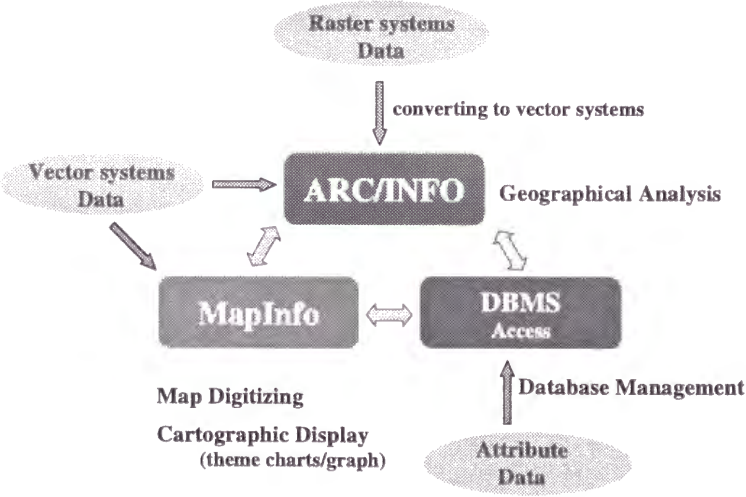 Raster systems
Data
converting to vector systems
Vector systems
Data
ARC/INFO
Geographical Analysis
MapInfo
DBMS
Access
Map Digitizing
Database Management
Cartographic Display
(theme charts/graph)
Attribute
Data